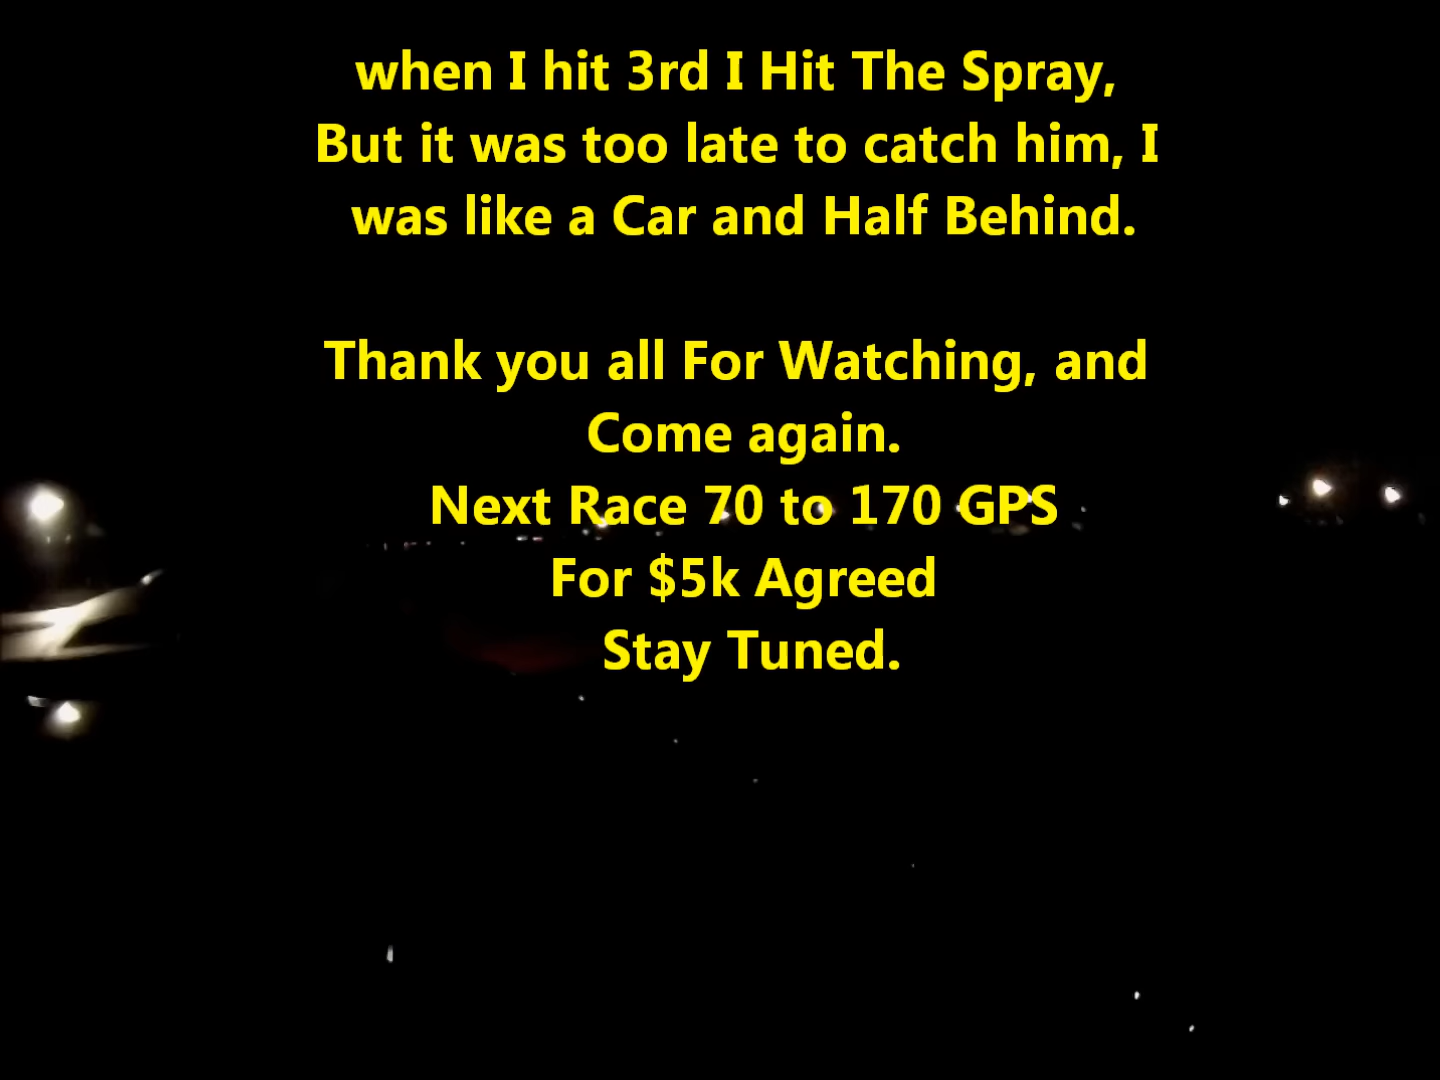 when I hit 3rd I Hit The Spray,
But it was too late to catch him, I
was like a Car and Half Behind.
Thank you all For Watching, and
Come again.
Next Race 70 to 170 GPS
For $5k Agreed
Stay Tuned.